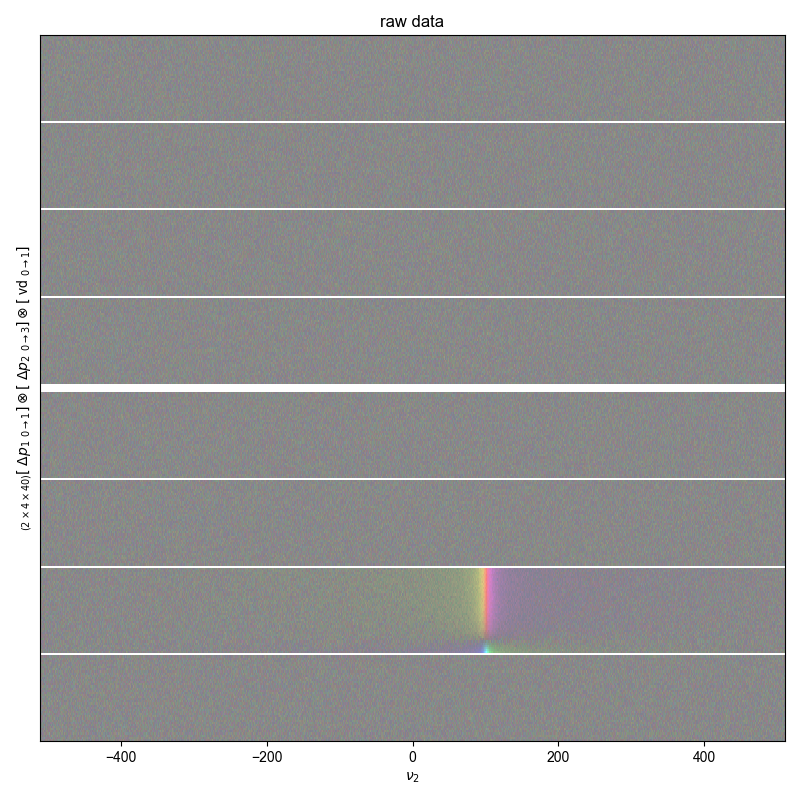 raw data
(2 × 4 × 40)[ Δp₁ ₀→₁] ⊗ [ Δp₂ ₀→₃] ⊗ [ vd ₀→₁]
−400 −200 0 200 400
ν₂